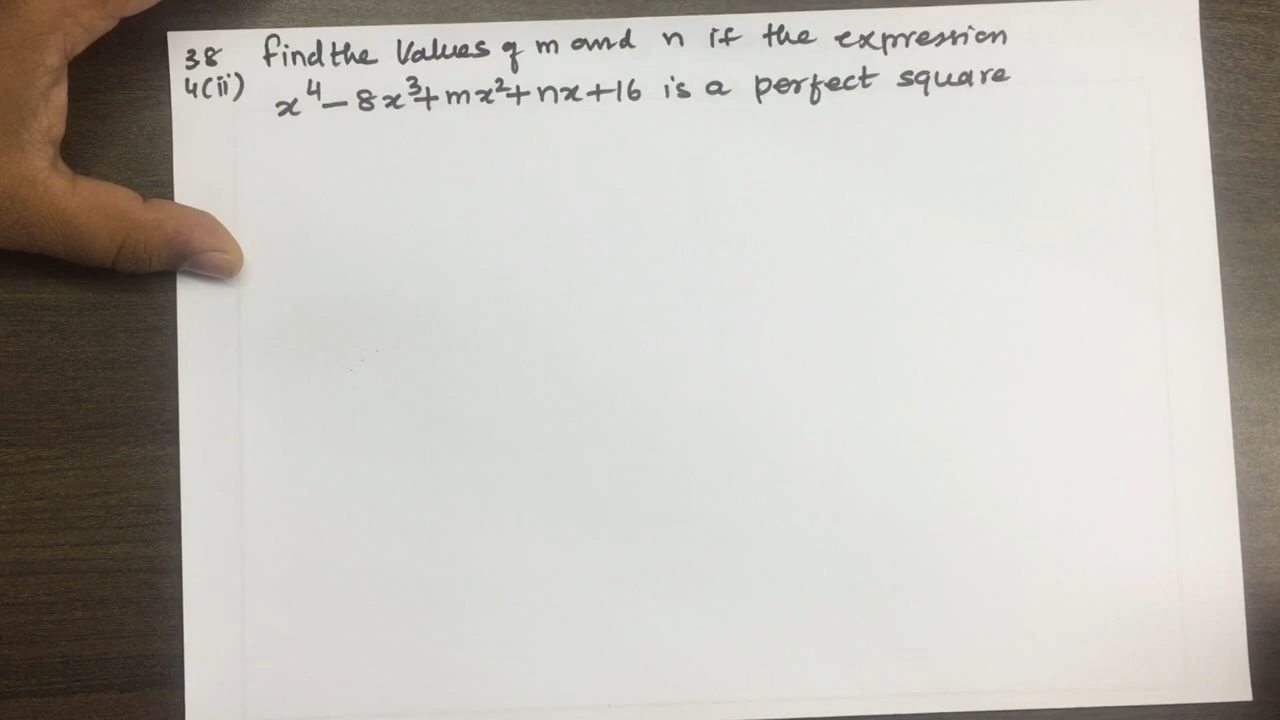 38 find the Values of m and n if the expression
4(ii) x⁴ - 8x³ + mx² + nx + 16 is a perfect square